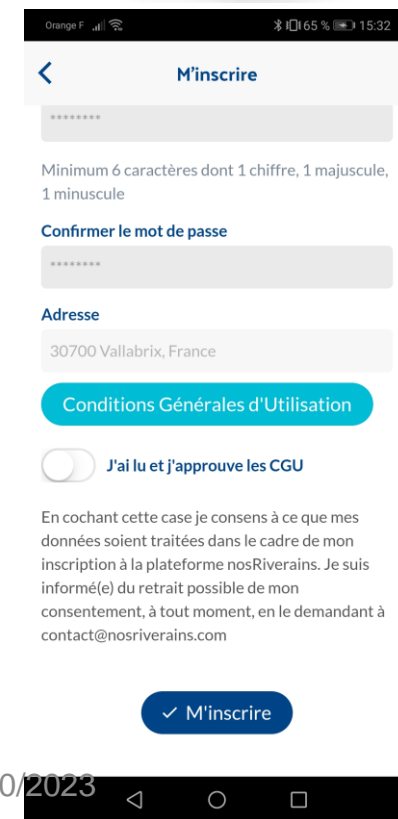 Orange F 65 % 15:32
M'inscrire
********
Minimum 6 caractères dont 1 chiffre, 1 majuscule,
1 minuscule
Confirmer le mot de passe
********
Adresse
30700 Vallabrix, France
Conditions Générales d'Utilisation
J'ai lu et j'approuve les CGU
En cochant cette case je consens à ce que mes
données soient traitées dans le cadre de mon
inscription à la plateforme nosRiverains. Je suis
informé(e) du retrait possible de mon
consentement, à tout moment, en le demandant à
contact@nosriverains.com
M'inscrire
0/2023